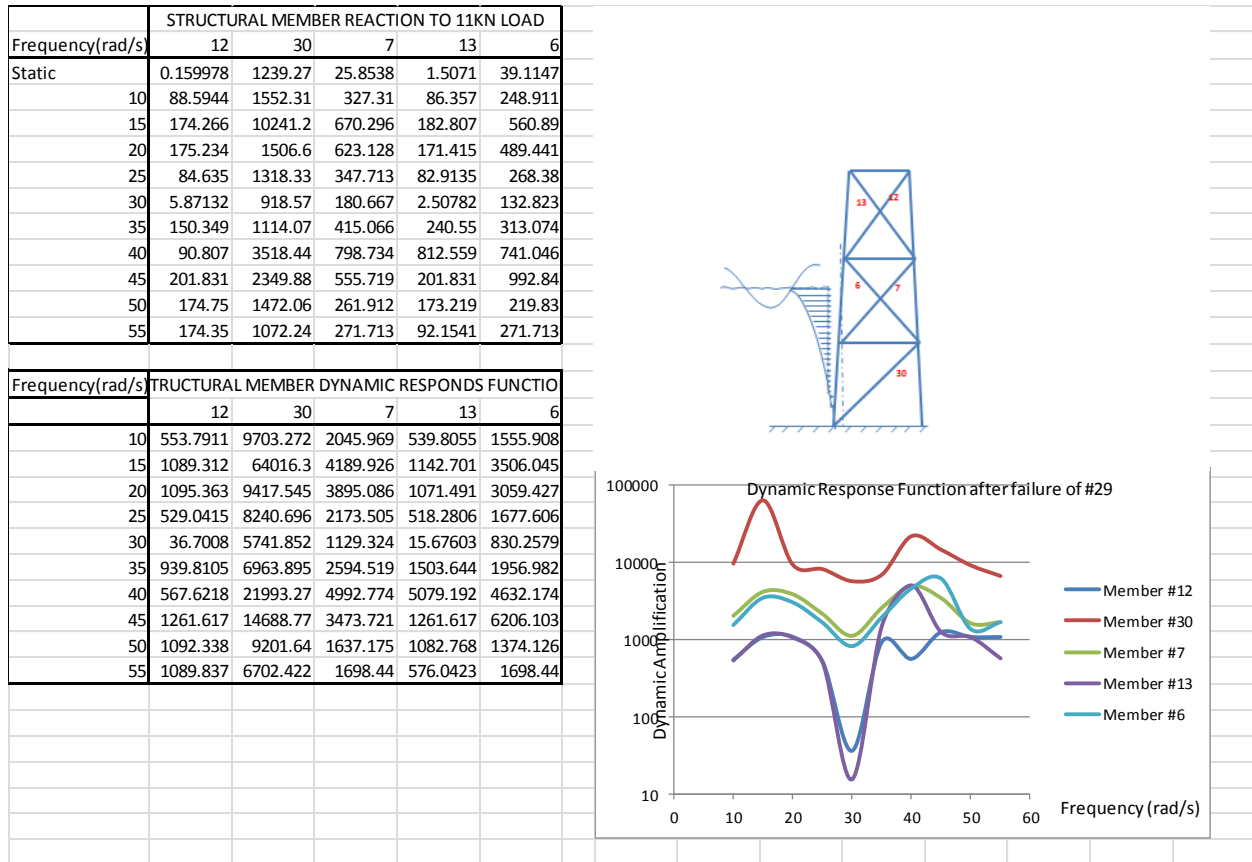 STRUCTURAL MEMBER REACTION TO 11KN LOAD
Frequency(rad/s) 12 30 7 13 6
Static 0.159978 1239.27 25.8538 1.5071 39.1147
10 88.5944 1552.31 327.31 86.357 248.911
15 174.266 10241.2 670.296 182.807 560.89
20 175.234 1506.6 623.128 171.415 489.441
25 84.635 1318.33 347.713 82.9135 268.38
30 5.87132 918.57 180.667 2.50782 132.823
35 150.349 1114.07 415.066 240.55 313.074
40 90.807 3518.44 798.734 812.559 741.046
45 201.831 2349.88 555.719 201.831 992.84
50 174.75 1472.06 261.912 173.219 219.83
55 174.35 1072.24 271.713 92.1541 271.713
Frequency(rad/s) TRUCTURAL MEMBER DYNAMIC RESPONDS FUNCTIO
12 30 7 13 6
10 553.7911 9703.272 2045.969 539.8055 1555.908
15 1089.312 64016.3 4189.926 1142.701 3506.045
20 1095.363 9417.545 3895.086 1071.491 3059.427
25 529.0415 8240.696 2173.505 518.2806 1677.606
30 36.7008 5741.852 1129.324 15.67603 830.2579
35 939.8105 6963.895 2594.519 1503.644 1956.982
40 567.6218 21993.27 4992.774 5079.192 4632.174
45 1261.617 14688.77 3473.721 1261.617 6206.103
50 1092.338 9201.64 1637.175 1082.768 1374.126
55 1089.837 6702.422 1698.44 576.0423 1698.44
13 12
6 7
30
Dynamic Response Function after failure of #29
Dynamic Amplification
100000
10000
1000
100
10
0 10 20 30 40 50 60
Frequency (rad/s)
Member #12
Member #30
Member #7
Member #13
Member #6